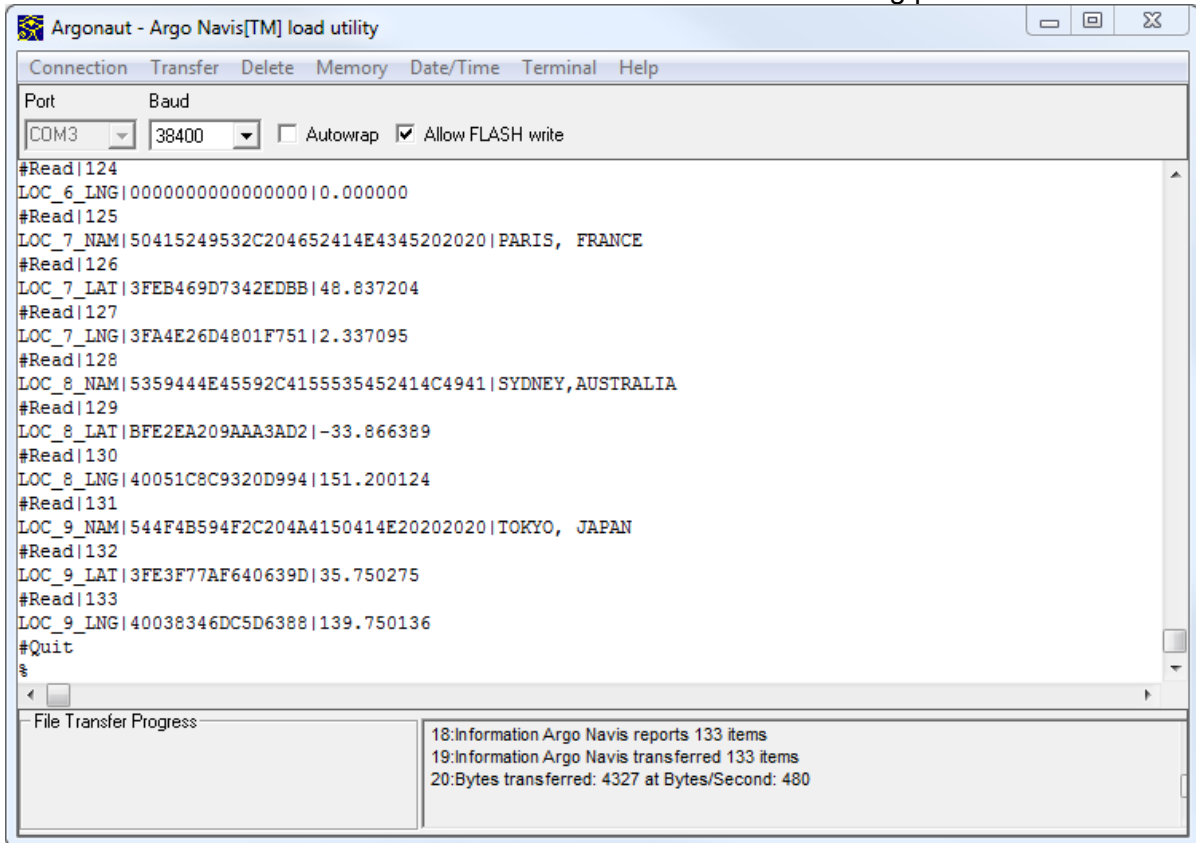 Argonaut - Argo Navis[TM] load utility
Connection Transfer Delete Memory Date/Time Terminal Help
Port Baud
COM3 38400 Autowrap Allow FLASH write
#Read|124
LOC_6_LNG|0000000000000000|0.000000
#Read|125
LOC_7_NAM|50415249532C204652414E4345202020|PARIS, FRANCE
#Read|126
LOC_7_LAT|3FEB469D7342EDBB|48.837204
#Read|127
LOC_7_LNG|3FA4E26D4801F751|2.337095
#Read|128
LOC_8_NAM|5359444E45592C4155535452414C4941|SYDNEY,AUSTRALIA
#Read|129
LOC_8_LAT|BFE2EA209AAA3AD2|-33.866389
#Read|130
LOC_8_LNG|40051C8C9320D994|151.200124
#Read|131
LOC_9_NAM|544F4B594F2C204A4150414E20202020|TOKYO, JAPAN
#Read|132
LOC_9_LAT|3FE3F77AF640639D|35.750275
#Read|133
LOC_9_LNG|40038346DC5D6388|139.750136
#Quit
%
File Transfer Progress
18:Information Argo Navis reports 133 items
19:Information Argo Navis transferred 133 items
20:Bytes transferred: 4327 at Bytes/Second: 480